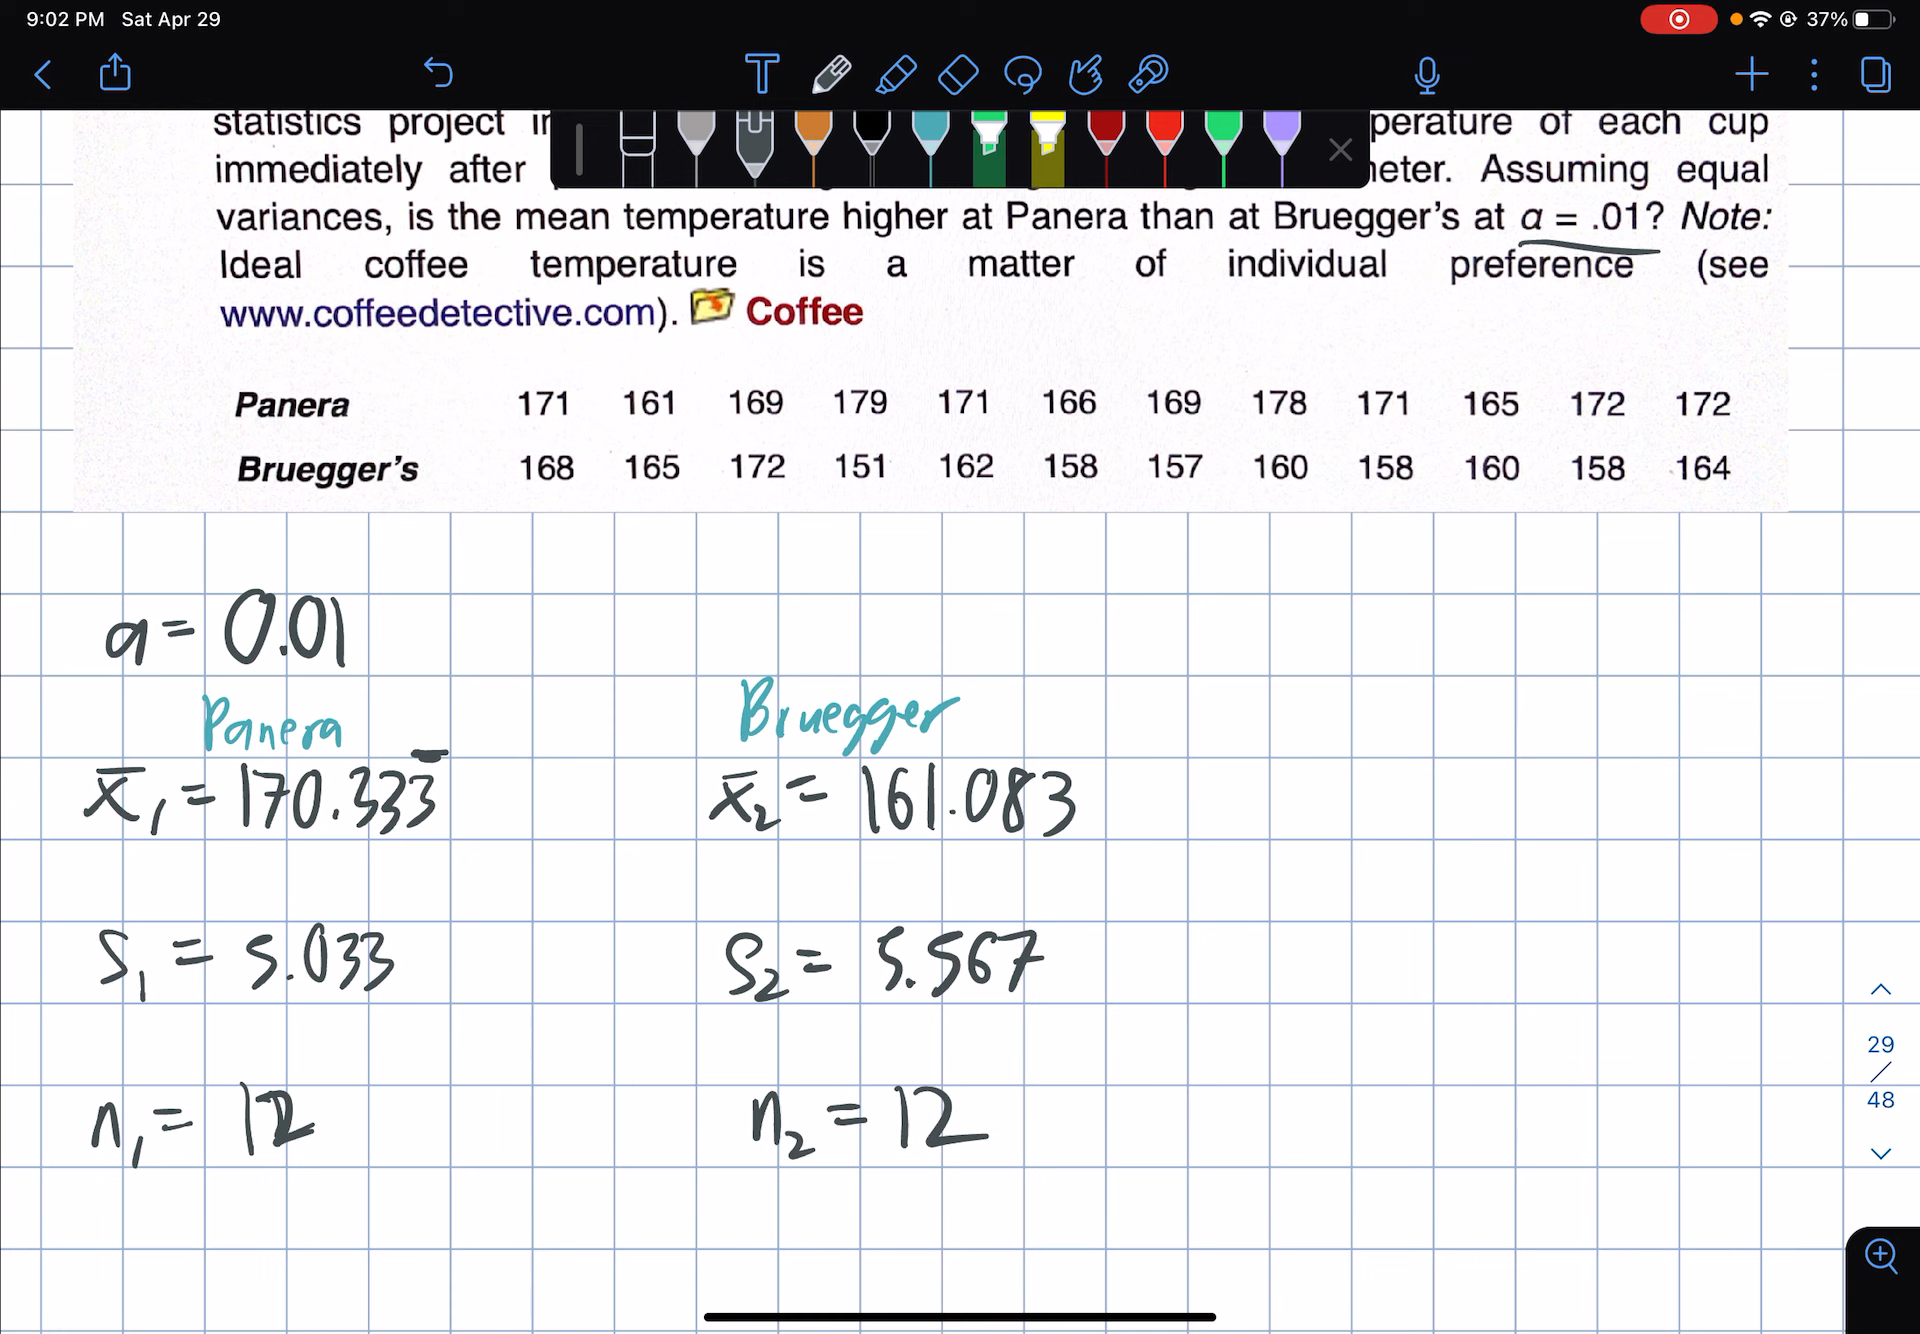 9:02 PM Sat Apr 29
37%
statistics project in perature of each cup
immediately after eter. Assuming equal
variances, is the mean temperature higher at Panera than at Bruegger's at α = .01? Note:
Ideal coffee temperature is a matter of individual preference (see
www.coffeedetective.com). Coffee
Panera 171 161 169 179 171 166 169 178 171 165 172 172
Bruegger's 168 165 172 151 162 158 157 160 158 160 158 164
α = 0.01
Panera Bruegger
x̄₁ = 170.333̅ x̄₂ = 161.083
S₁ = 5.033 S₂ = 5.567
n₁ = 12 n₂ = 12
29
/
48